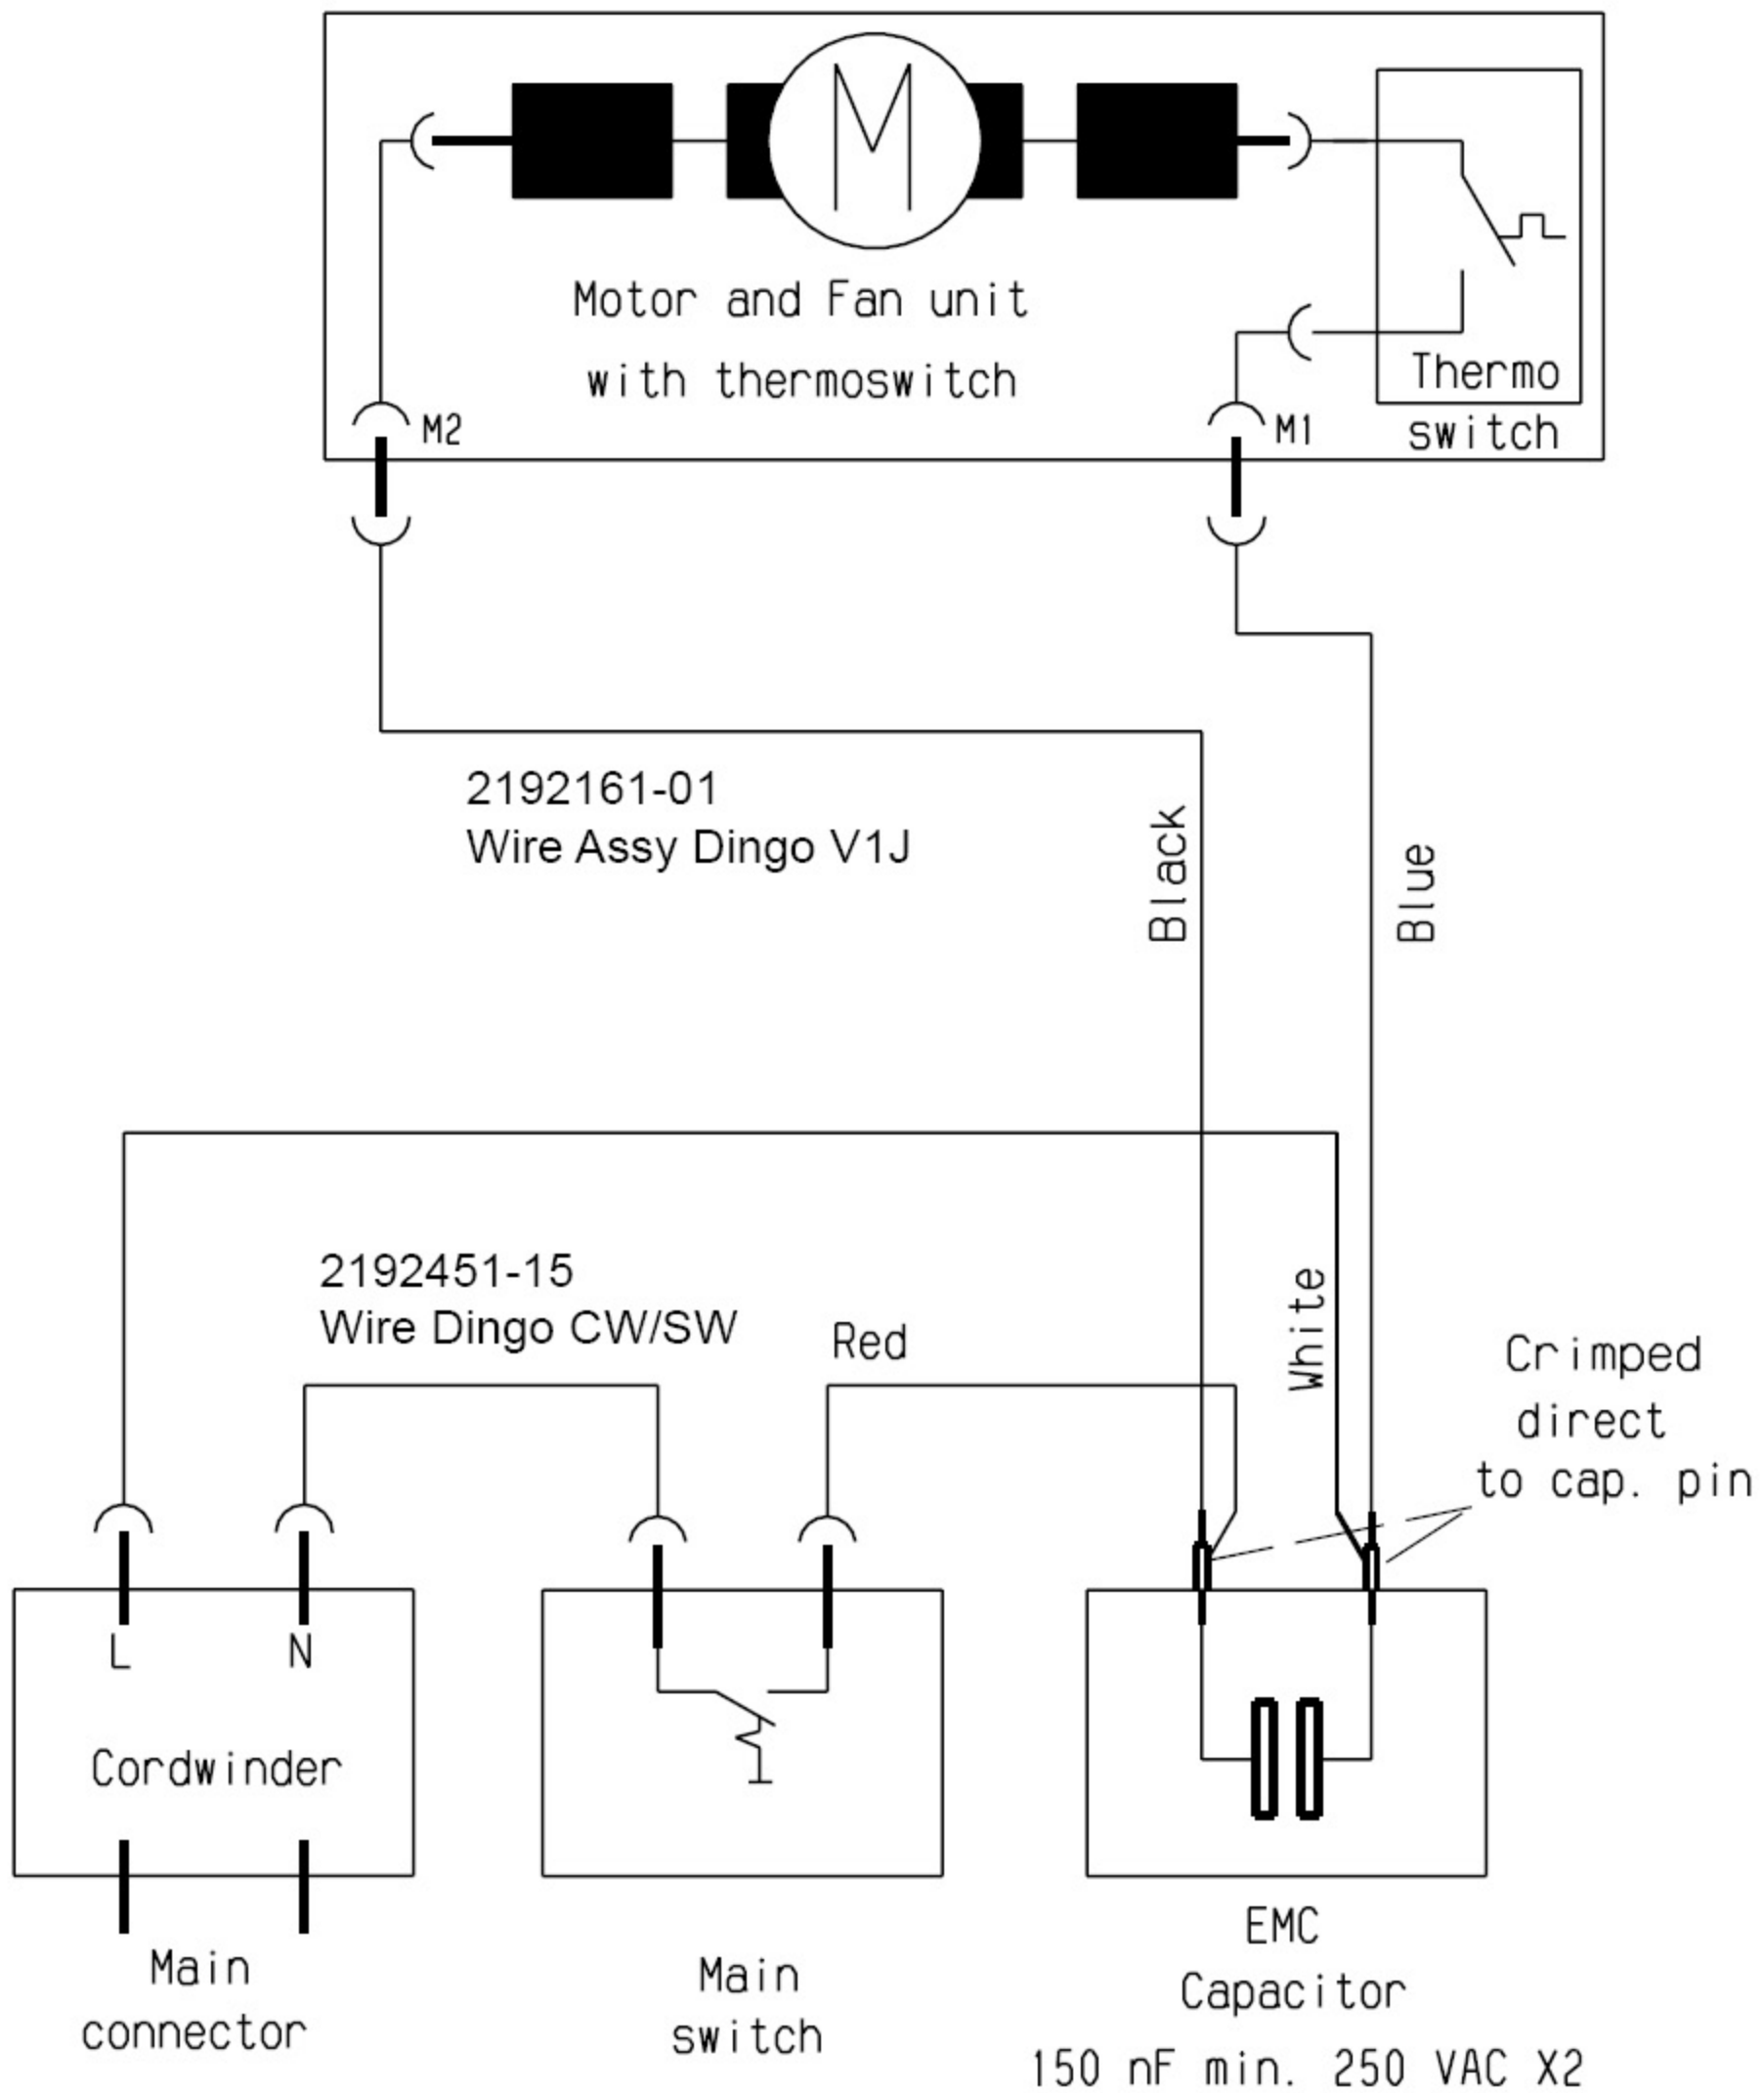 M
Motor and Fan unit
with thermoswitch
Thermo
switch
M2
M1
2192161-01
Wire Assy Dingo V1J
Black
Blue
2192451-15
Wire Dingo CW/SW
Red
White
Crimped
direct
to cap. pin
L
N
Cordwinder
Main
connector
Main
switch
EMC
Capacitor
150 nF min. 250 VAC X2